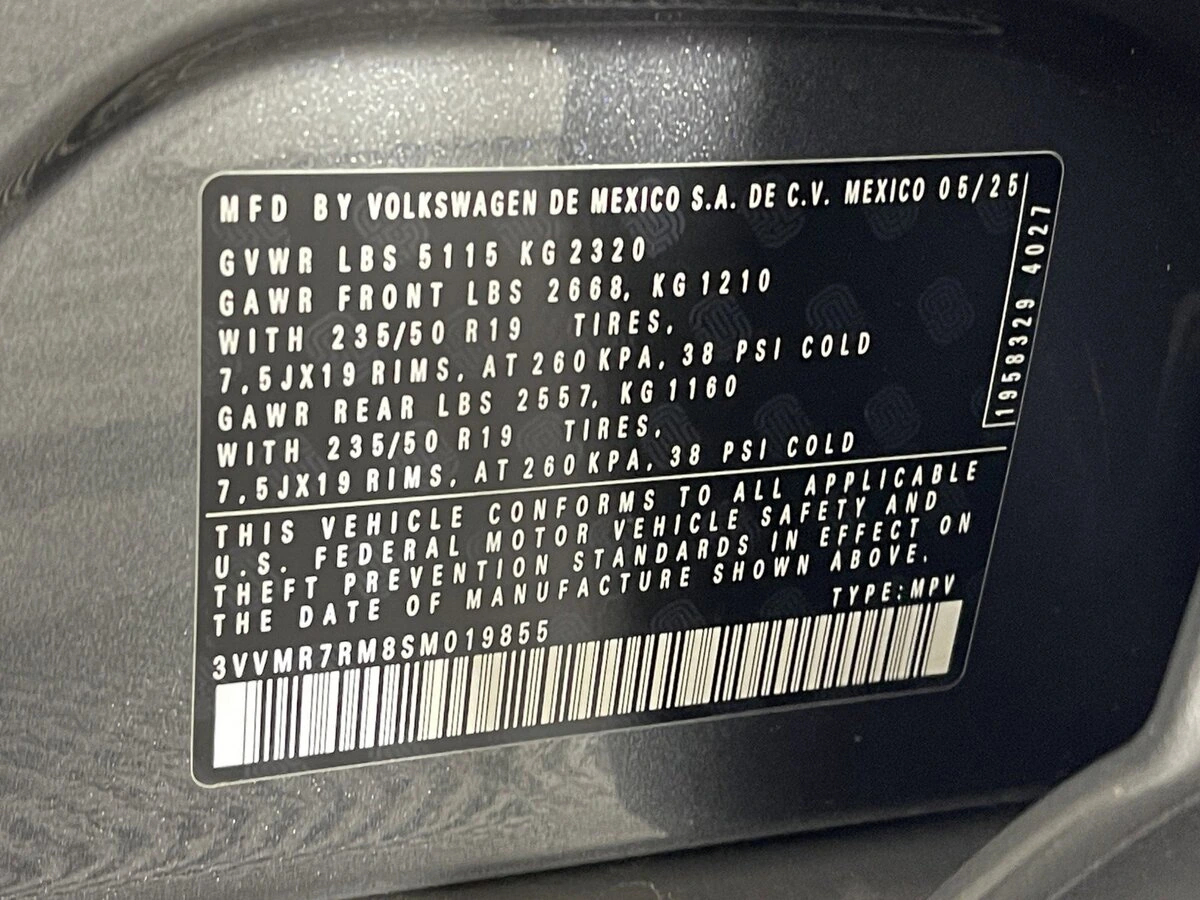 MFD BY VOLKSWAGEN DE MEXICO S.A. DE C.V. MEXICO 05/25
GVWR LBS 5115 KG 2320
GAWR FRONT LBS 2668, KG 1210
WITH 235/50 R19 TIRES,
7,5JX19 RIMS, AT 260 KPA, 38 PSI COLD
GAWR REAR LBS 2557, KG 1160
WITH 235/50 R19 TIRES,
7,5JX19 RIMS, AT 260 KPA, 38 PSI COLD
1958329 4027
THIS VEHICLE CONFORMS TO ALL APPLICABLE
U.S. FEDERAL MOTOR VEHICLE SAFETY AND
THEFT PREVENTION STANDARDS IN EFFECT ON
THE DATE OF MANUFACTURE SHOWN ABOVE.
TYPE:MPV
3VVMR7RM8SM019855